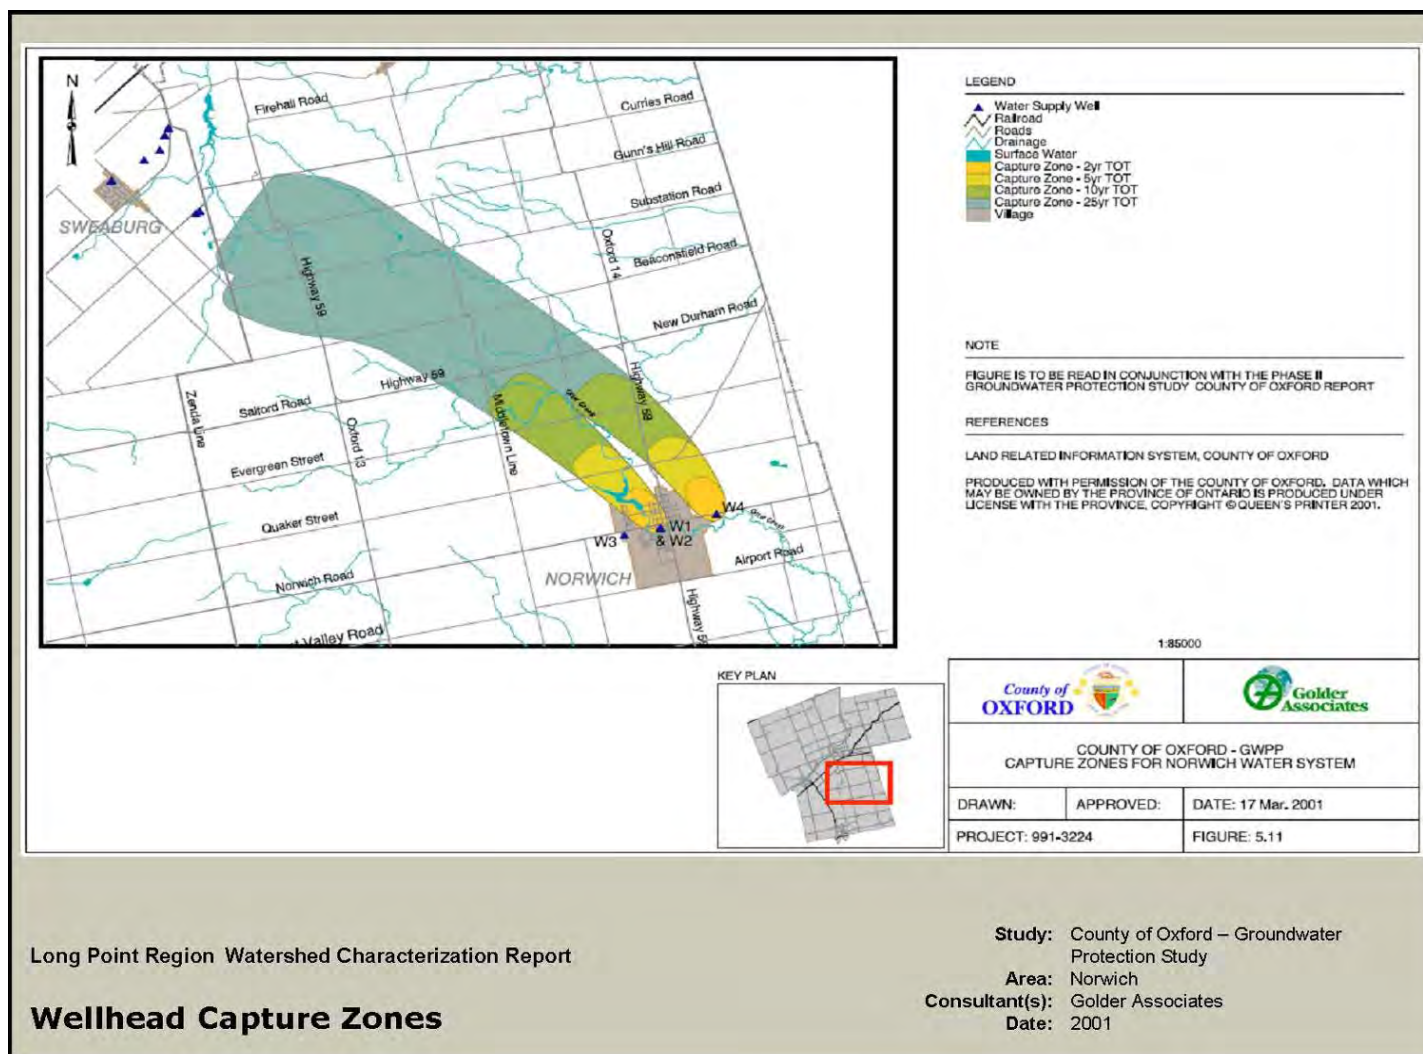 N
Firehall Road
Curries Road
Gunn's Hill Road
Substation Road
SWEABURG
Oxford 14
Beaconsfield Road
Highway 59
New Durham Road
Highway 59
Highway 59
Zenda Line
Salford Road
Oxford 13
Middletown Line
Evergreen Street
Quaker Street
W4
W1
& W2
W3
Airport Road
NORWICH
Norwich Road
Highway 59
Valley Road
LEGEND
Water Supply Well
Railroad
Roads
Drainage
Surface Water
Capture Zone - 2yr TOT
Capture Zone - 5yr TOT
Capture Zone - 10yr TOT
Capture Zone - 25yr TOT
Village
NOTE
FIGURE IS TO BE READ IN CONJUNCTION WITH THE PHASE II
GROUNDWATER PROTECTION STUDY COUNTY OF OXFORD REPORT
REFERENCES
LAND RELATED INFORMATION SYSTEM, COUNTY OF OXFORD
PRODUCED WITH PERMISSION OF THE COUNTY OF OXFORD. DATA WHICH
MAY BE OWNED BY THE PROVINCE OF ONTARIO IS PRODUCED UNDER
LICENSE WITH THE PROVINCE, COPYRIGHT © QUEEN'S PRINTER 2001.
1:85000
KEY PLAN
County of
OXFORD
Golder
Associates
COUNTY OF OXFORD - GWPP
CAPTURE ZONES FOR NORWICH WATER SYSTEM
DRAWN:
APPROVED:
DATE: 17 Mar. 2001
PROJECT: 991-3224
FIGURE: 5.11
Long Point Region Watershed Characterization Report
Wellhead Capture Zones
Study: County of Oxford – Groundwater
Protection Study
Area: Norwich
Consultant(s): Golder Associates
Date: 2001